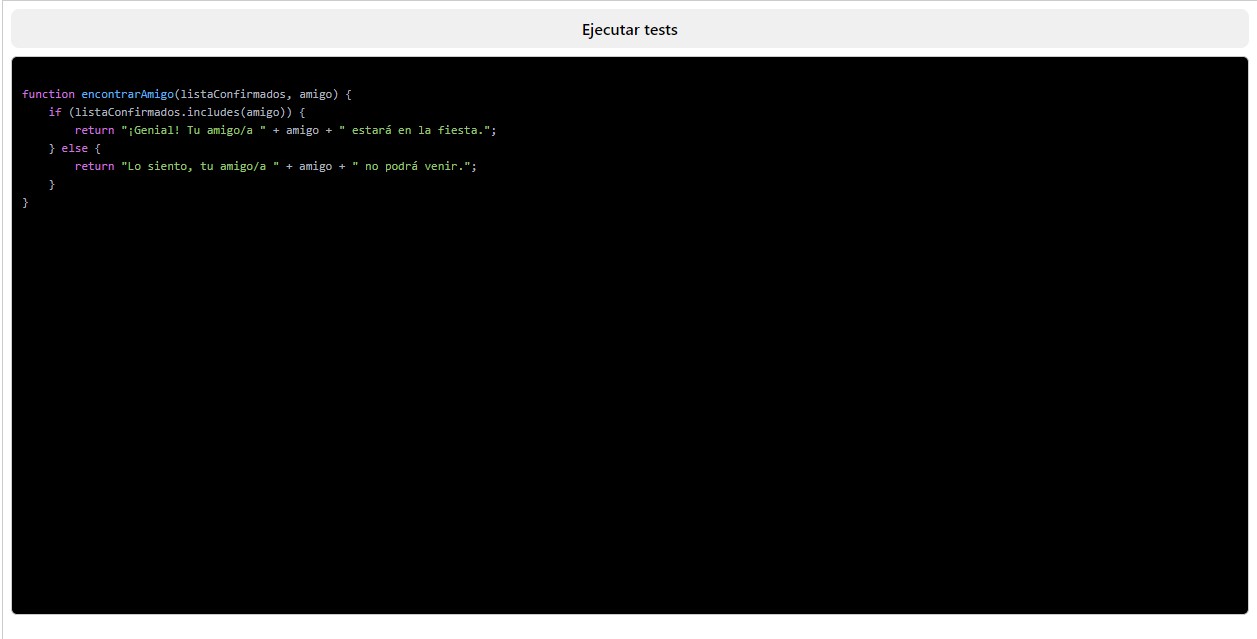 Ejecutar tests
function encontrarAmigo(listaConfirmados, amigo) {
    if (listaConfirmados.includes(amigo)) {
        return "¡Genial! Tu amigo/a " + amigo + " estará en la fiesta.";
    } else {
        return "Lo siento, tu amigo/a " + amigo + " no podrá venir.";
    }
}